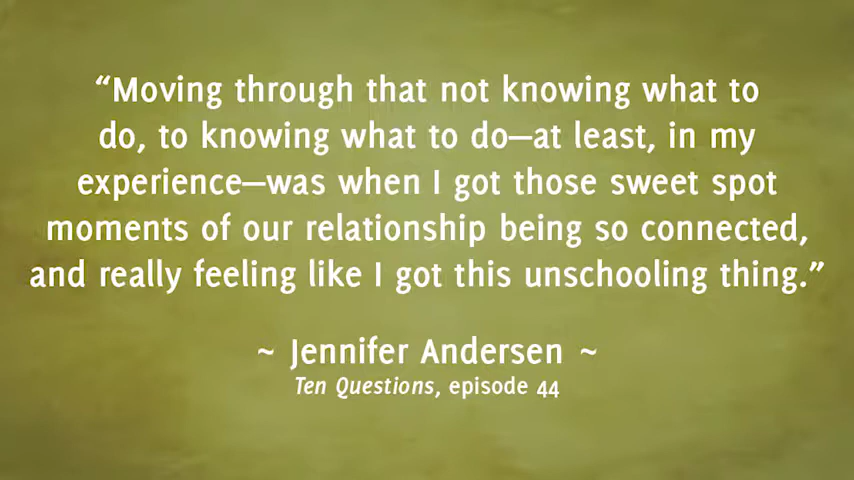 “Moving through that not knowing what to
do, to knowing what to do—at least, in my
experience—was when I got those sweet spot
moments of our relationship being so connected,
and really feeling like I got this unschooling thing.”
~ Jennifer Andersen ~
Ten Questions, episode 44